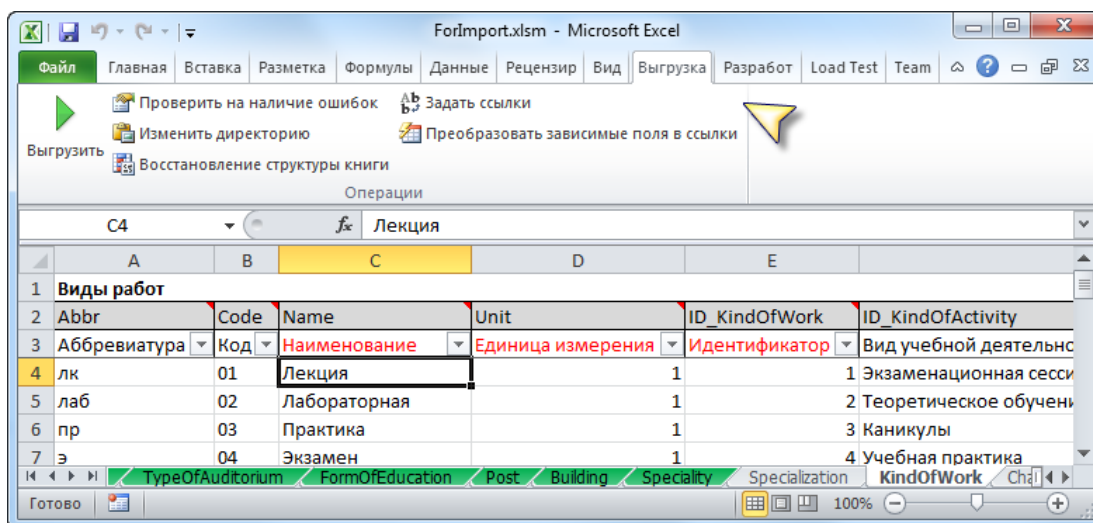 ForImport.xlsm - Microsoft Excel
Файл Главная Вставка Разметка Формулы Данные Рецензир Вид Выгрузка Разработ Load Test Team
Проверить на наличие ошибок Задать ссылки
Изменить директорию Преобразовать зависимые поля в ссылки
Выгрузить
Восстановление структуры книги
Операции
C4 fx Лекция
A B C D E
1 Виды работ
2 Abbr Code Name Unit ID_KindOfWork ID_KindOfActivity
3 Аббревиатура Код Наименование Единица измерения Идентификатор Вид учебной деятельно
4 лк 01 Лекция 1 1 Экзаменационная сесси
5 лаб 02 Лабораторная 1 2 Теоретическое обучени
6 пр 03 Практика 1 3 Каникулы
7 э 04 Экзамен 1 4 Учебная практика
TypeOfAuditorium FormOfEducation Post Building Speciality Specialization KindOfWork Cha
Готово 100%